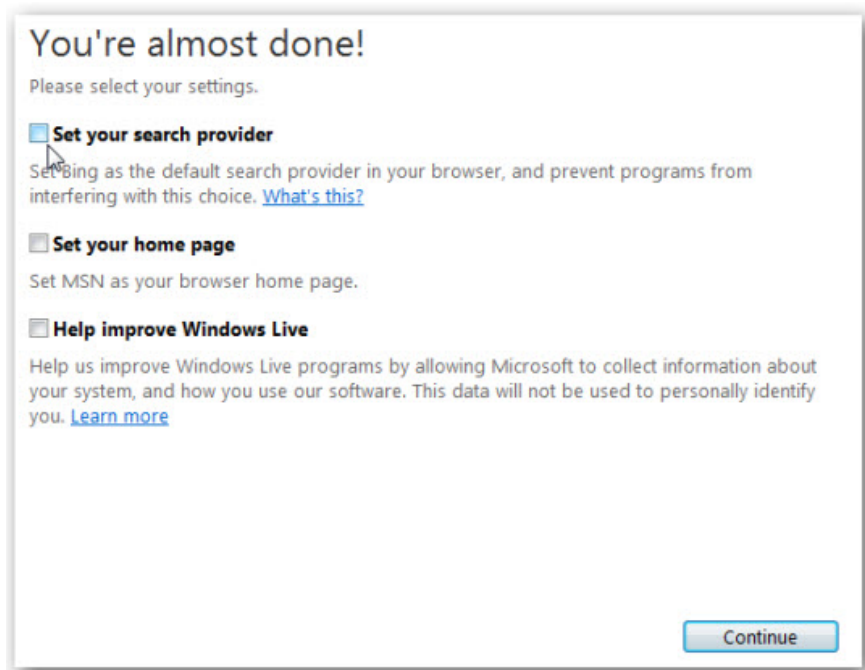 You're almost done!
Please select your settings.
Set your search provider
Set Bing as the default search provider in your browser, and prevent programs from
interfering with this choice. What's this?
Set your home page
Set MSN as your browser home page.
Help improve Windows Live
Help us improve Windows Live programs by allowing Microsoft to collect information about
your system, and how you use our software. This data will not be used to personally identify
you. Learn more
Continue